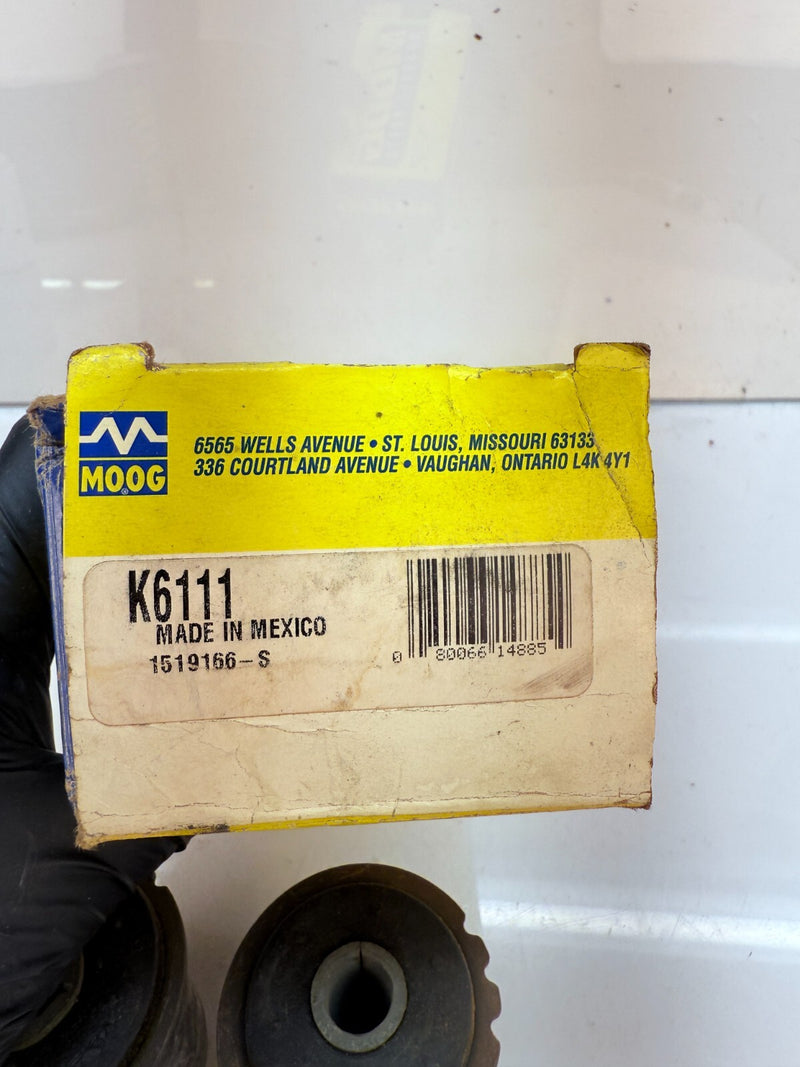 MOOG
6565 WELLS AVENUE • ST. LOUIS, MISSOURI 63133
336 COURTLAND AVENUE • VAUGHAN, ONTARIO L4K 4Y1
K6111
MADE IN MEXICO
1519166-S
0 80066 14885